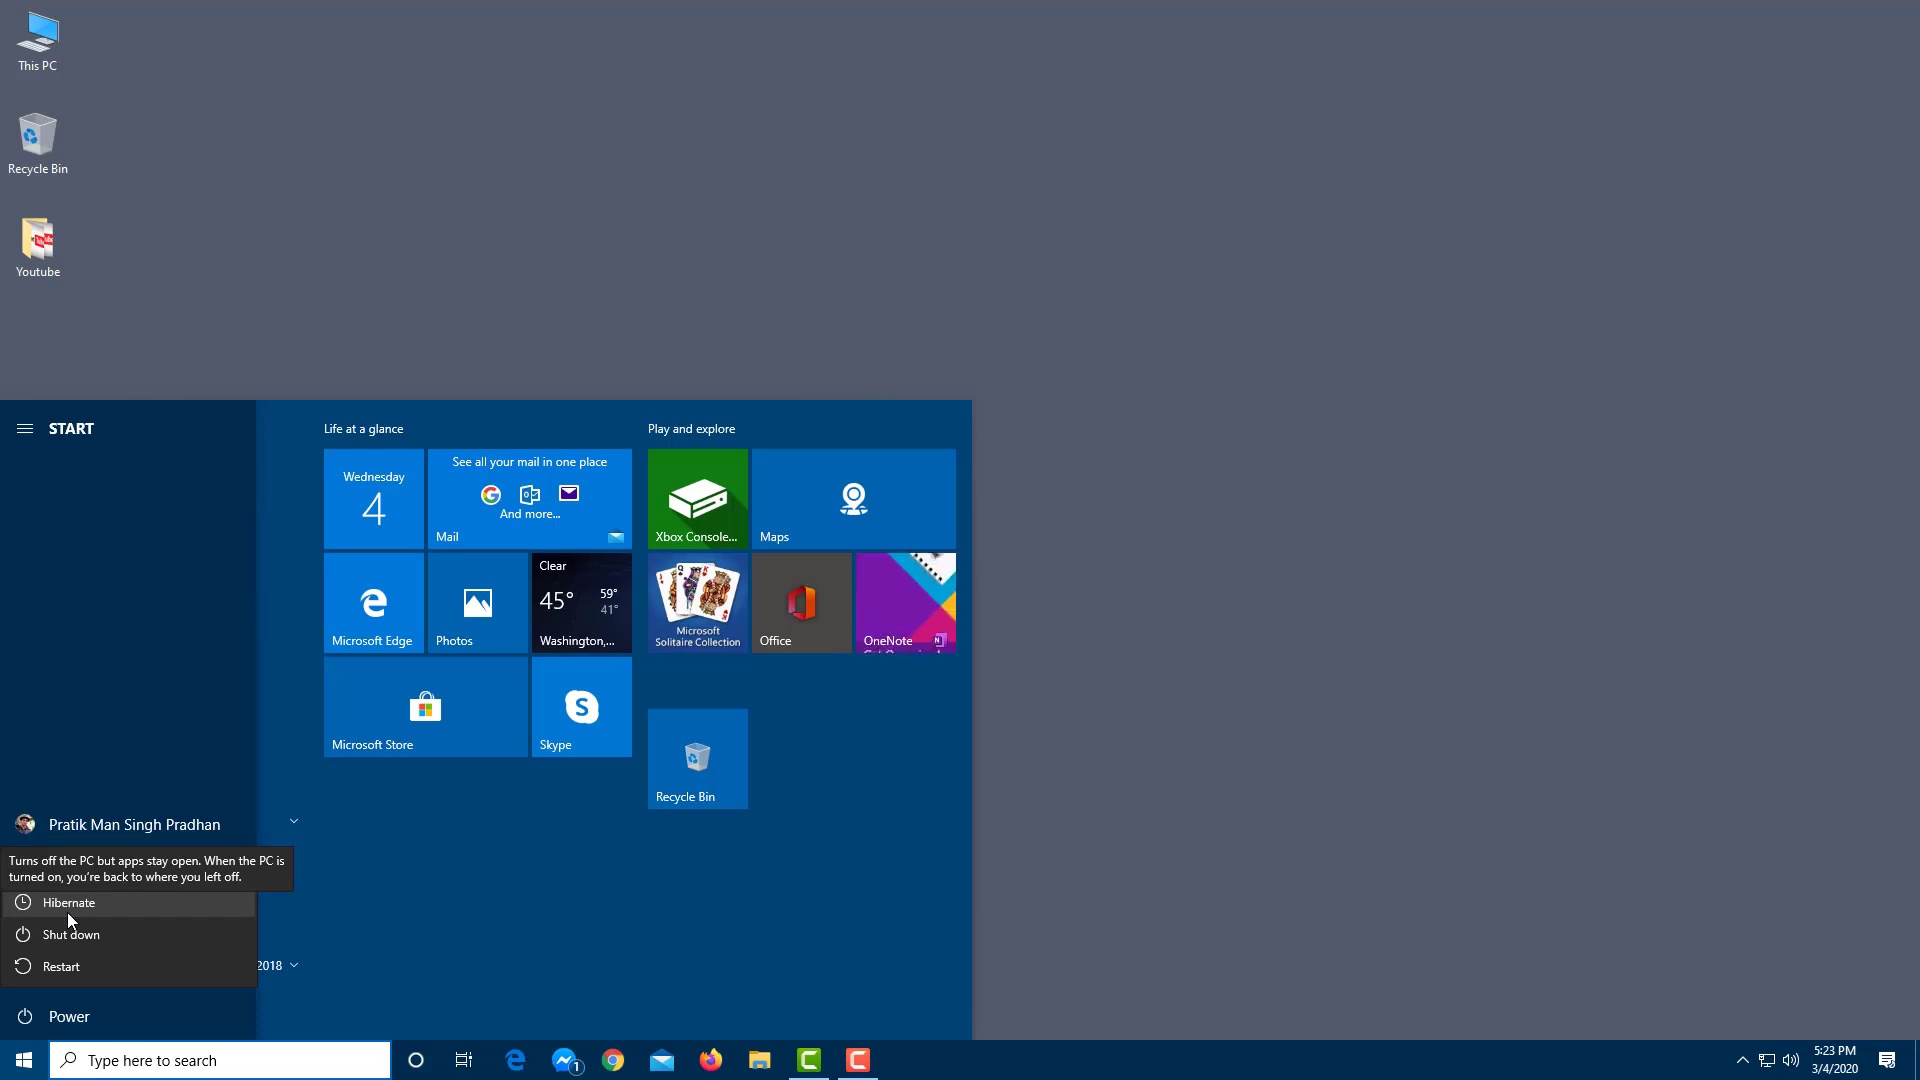 This PC
Recycle Bin
Youtube
START
Life at a glance
Play and explore
Wednesday
4
See all your mail in one place
And more...
Mail
Xbox Console...
Maps
Microsoft Edge
Photos
Clear
45°
59°
41°
Washington,...
Microsoft
Solitaire Collection
Office
OneNote
Microsoft Store
Skype
Recycle Bin
Pratik Man Singh Pradhan
Turns off the PC but apps stay open. When the PC is
turned on, you're back to where you left off.
Hibernate
Shut down
Restart
2018
Power
Type here to search
1
5:23 PM
3/4/2020